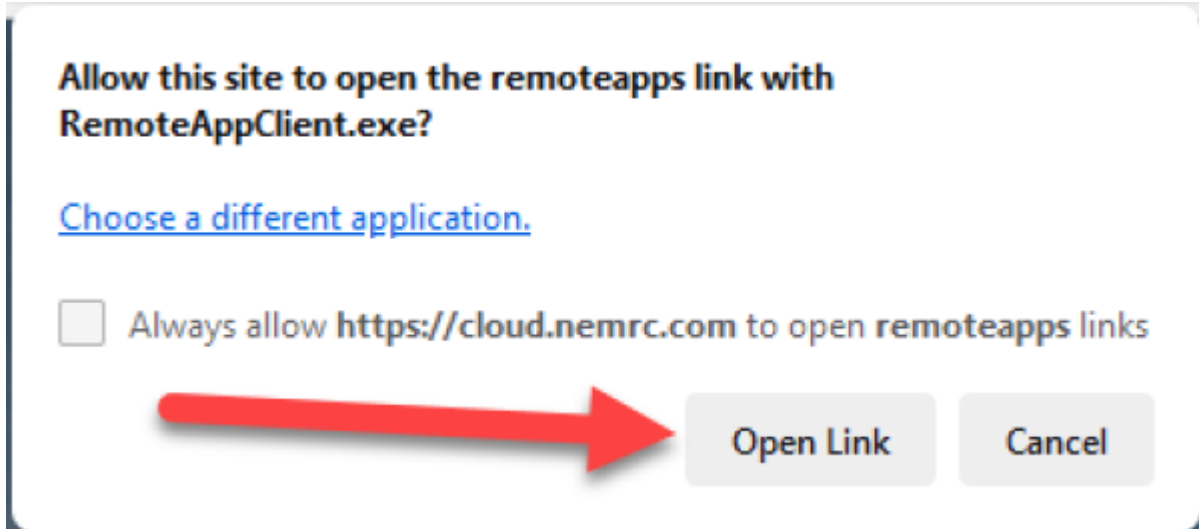 Allow this site to open the remoteapps link with
RemoteAppClient.exe?
Choose a different application.
Always allow https://cloud.nemrc.com to open remoteapps links
Open Link
Cancel